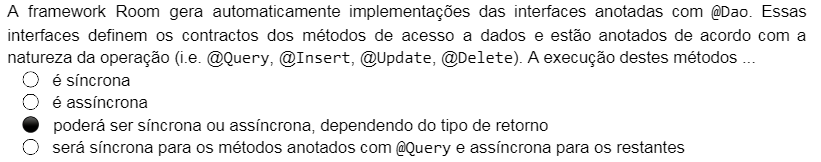 A framework Room gera automaticamente implementações das interfaces anotadas com @Dao. Essas
interfaces definem os contractos dos métodos de acesso a dados e estão anotados de acordo com a
natureza da operação (i.e. @Query, @Insert, @Update, @Delete). A execução destes métodos ...
é síncrona
é assíncrona
poderá ser síncrona ou assíncrona, dependendo do tipo de retorno
será síncrona para os métodos anotados com @Query e assíncrona para os restantes